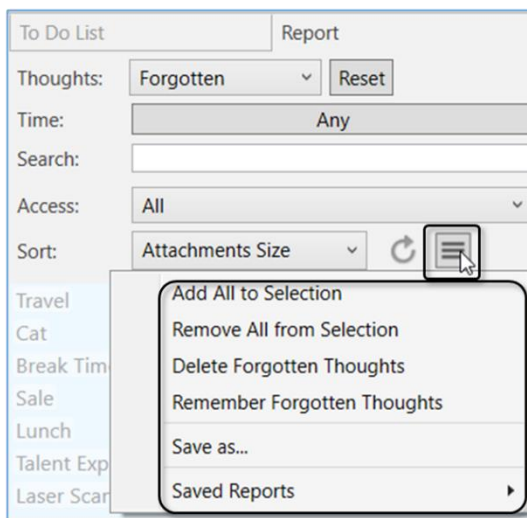 To Do List Report
Thoughts: Forgotten Reset
Time: Any
Search:
Access: All
Sort: Attachments Size
Travel
Add All to Selection
Cat
Remove All from Selection
Break Tim
Delete Forgotten Thoughts
Sale
Remember Forgotten Thoughts
Lunch
Save as...
Talent Exp
Laser Scar
Saved Reports